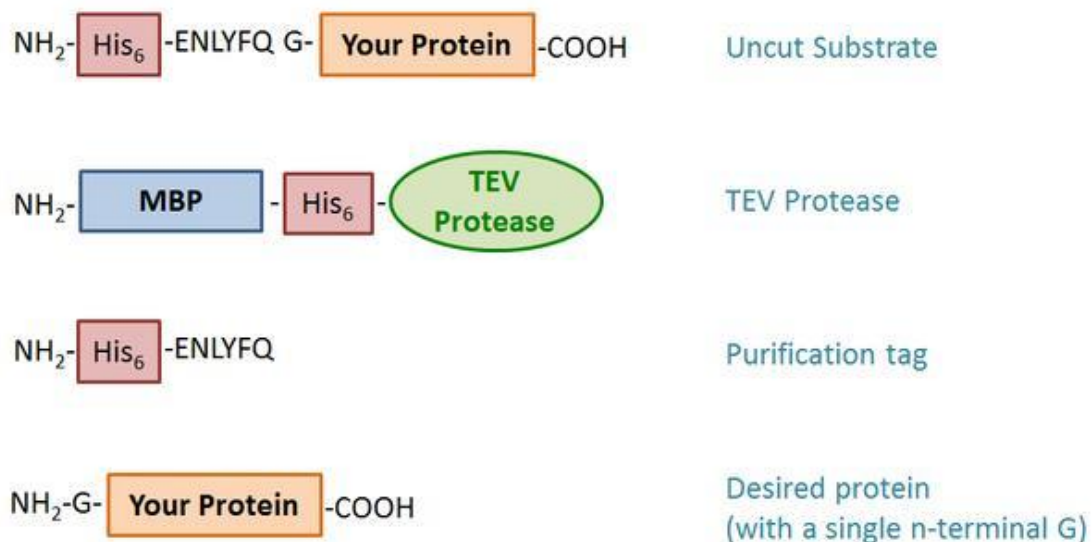 NH₂- His₆ -ENLYFQ G- Your Protein -COOH Uncut Substrate
NH₂- MBP - His₆ - TEV Protease TEV Protease
NH₂- His₆ -ENLYFQ Purification tag
NH₂-G- Your Protein -COOH Desired protein
(with a single n-terminal G)